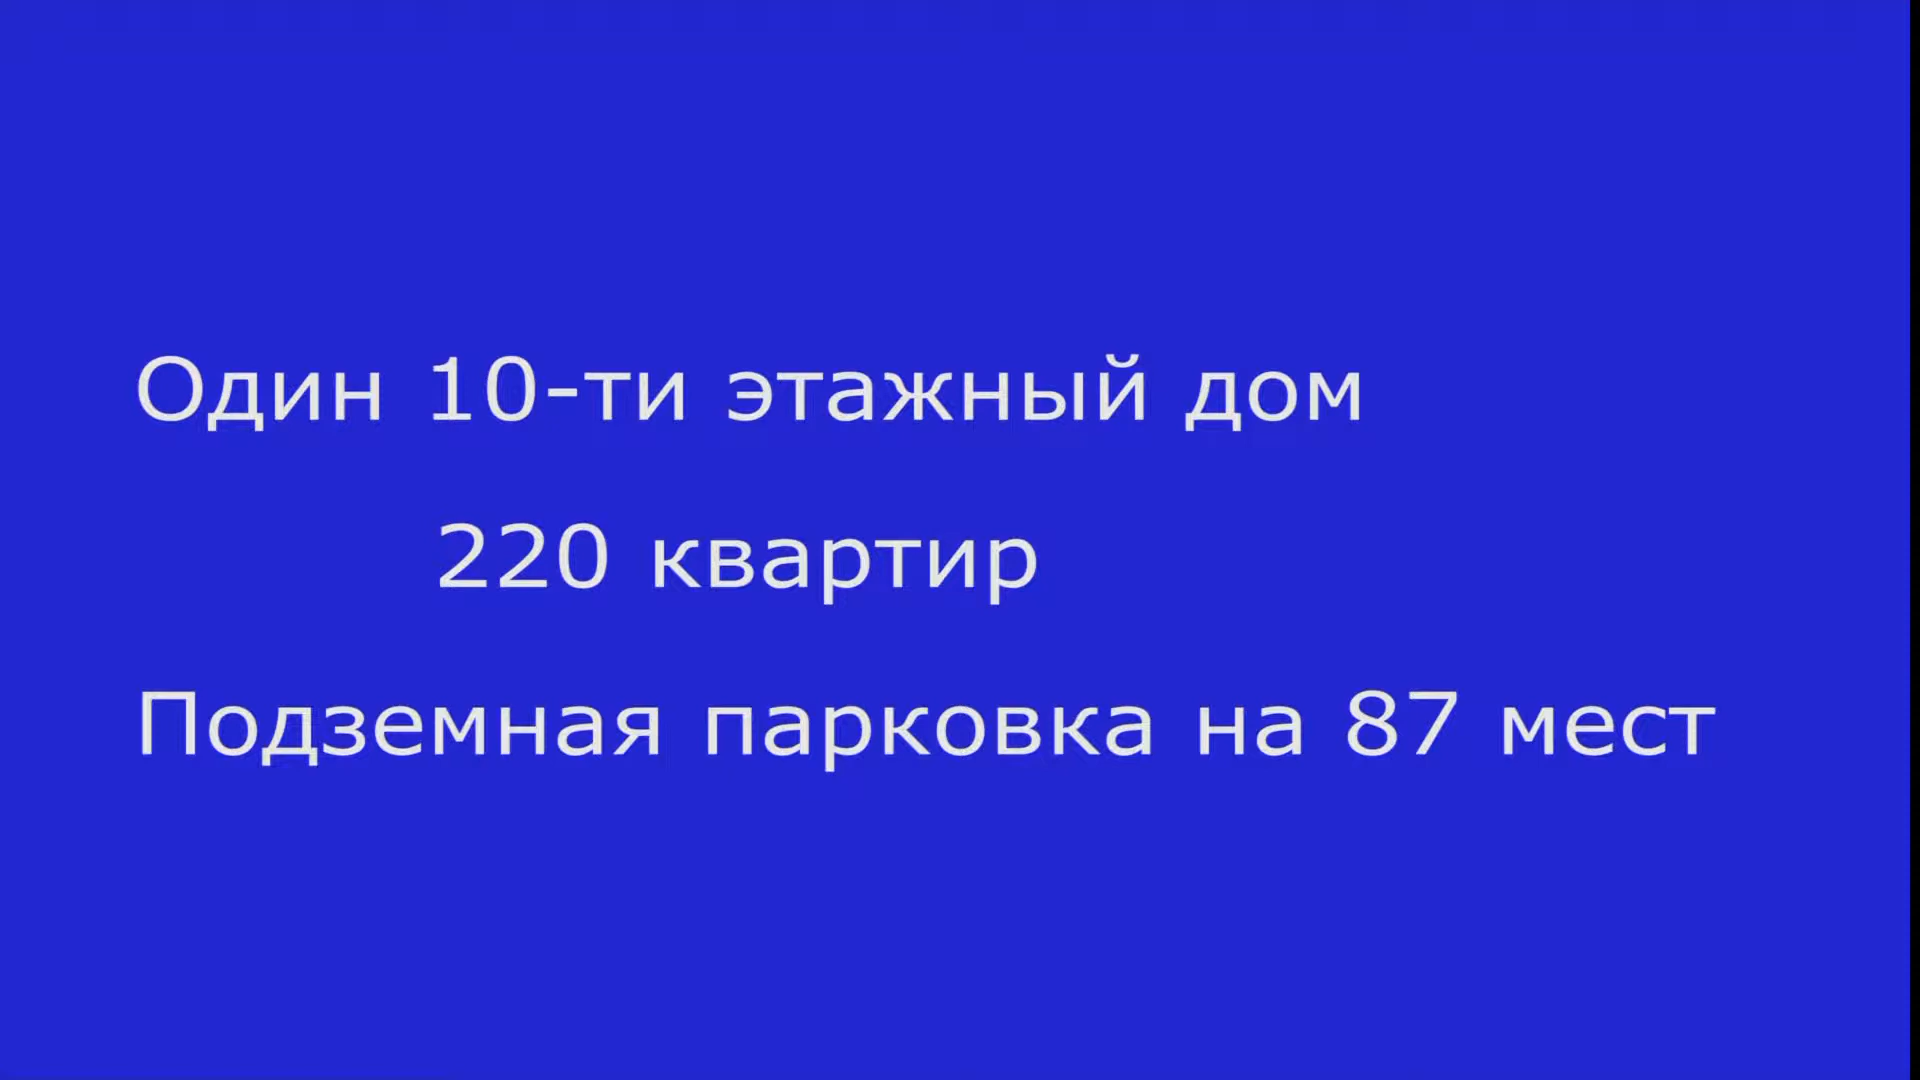 Один 10-ти этажный дом
220 квартир
Подземная парковка на 87 мест